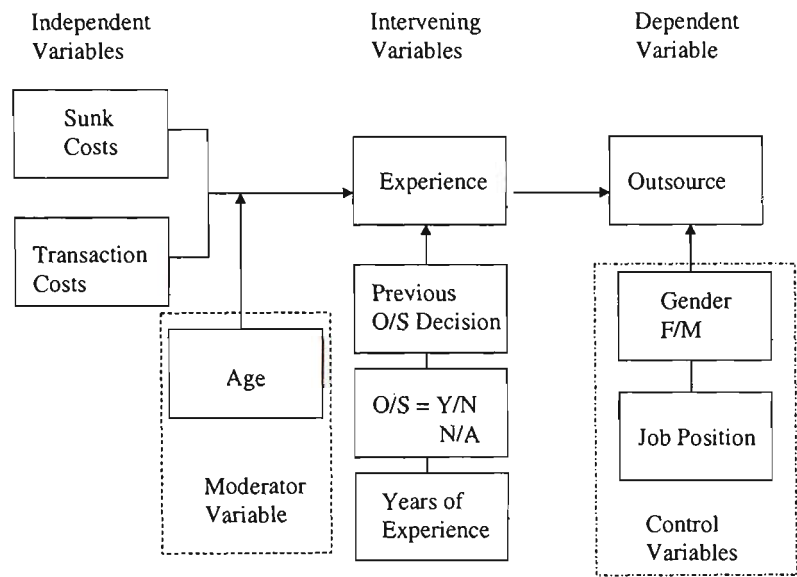 Independent
Variables
Intervening
Variables
Dependent
Variable
Sunk
Costs
Transaction
Costs
Experience
Outsource
Age
Moderator
Variable
Previous
O/S Decision
O/S = Y/N
N/A
Years of
Experience
Gender
F/M
Job Position
Control
Variables